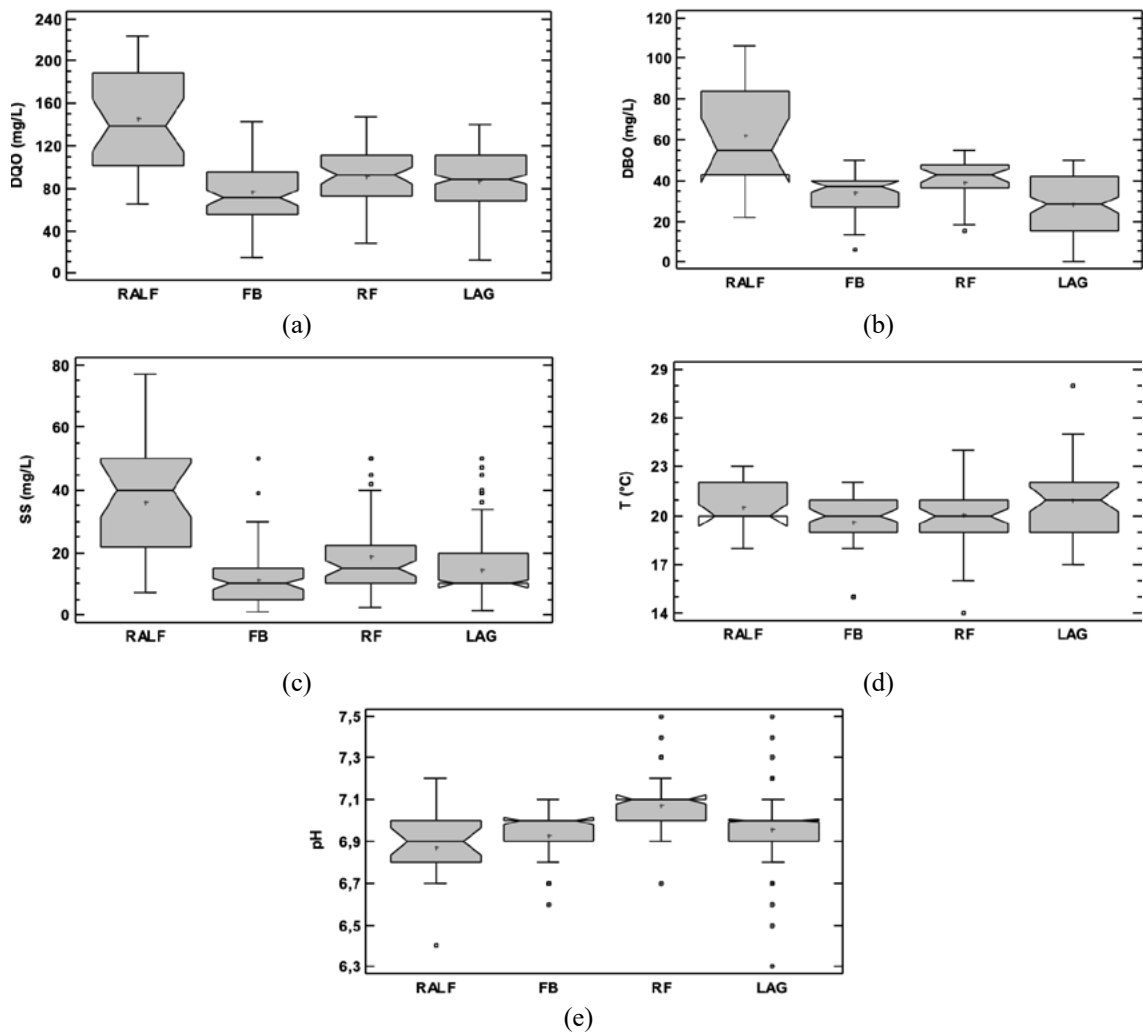 240
200
160
120
80
40
0
DQO (mg/L)
RALF FB RF LAG
(a)
120
100
80
60
40
20
0
DBO (mg/L)
RALF FB RF LAG
(b)
80
60
40
20
0
SS (mg/L)
RALF FB RF LAG
(c)
29
26
23
20
17
14
T (°C)
RALF FB RF LAG
(d)
7,5
7,3
7,1
6,9
6,7
6,5
6,3
pH
RALF FB RF LAG
(e)